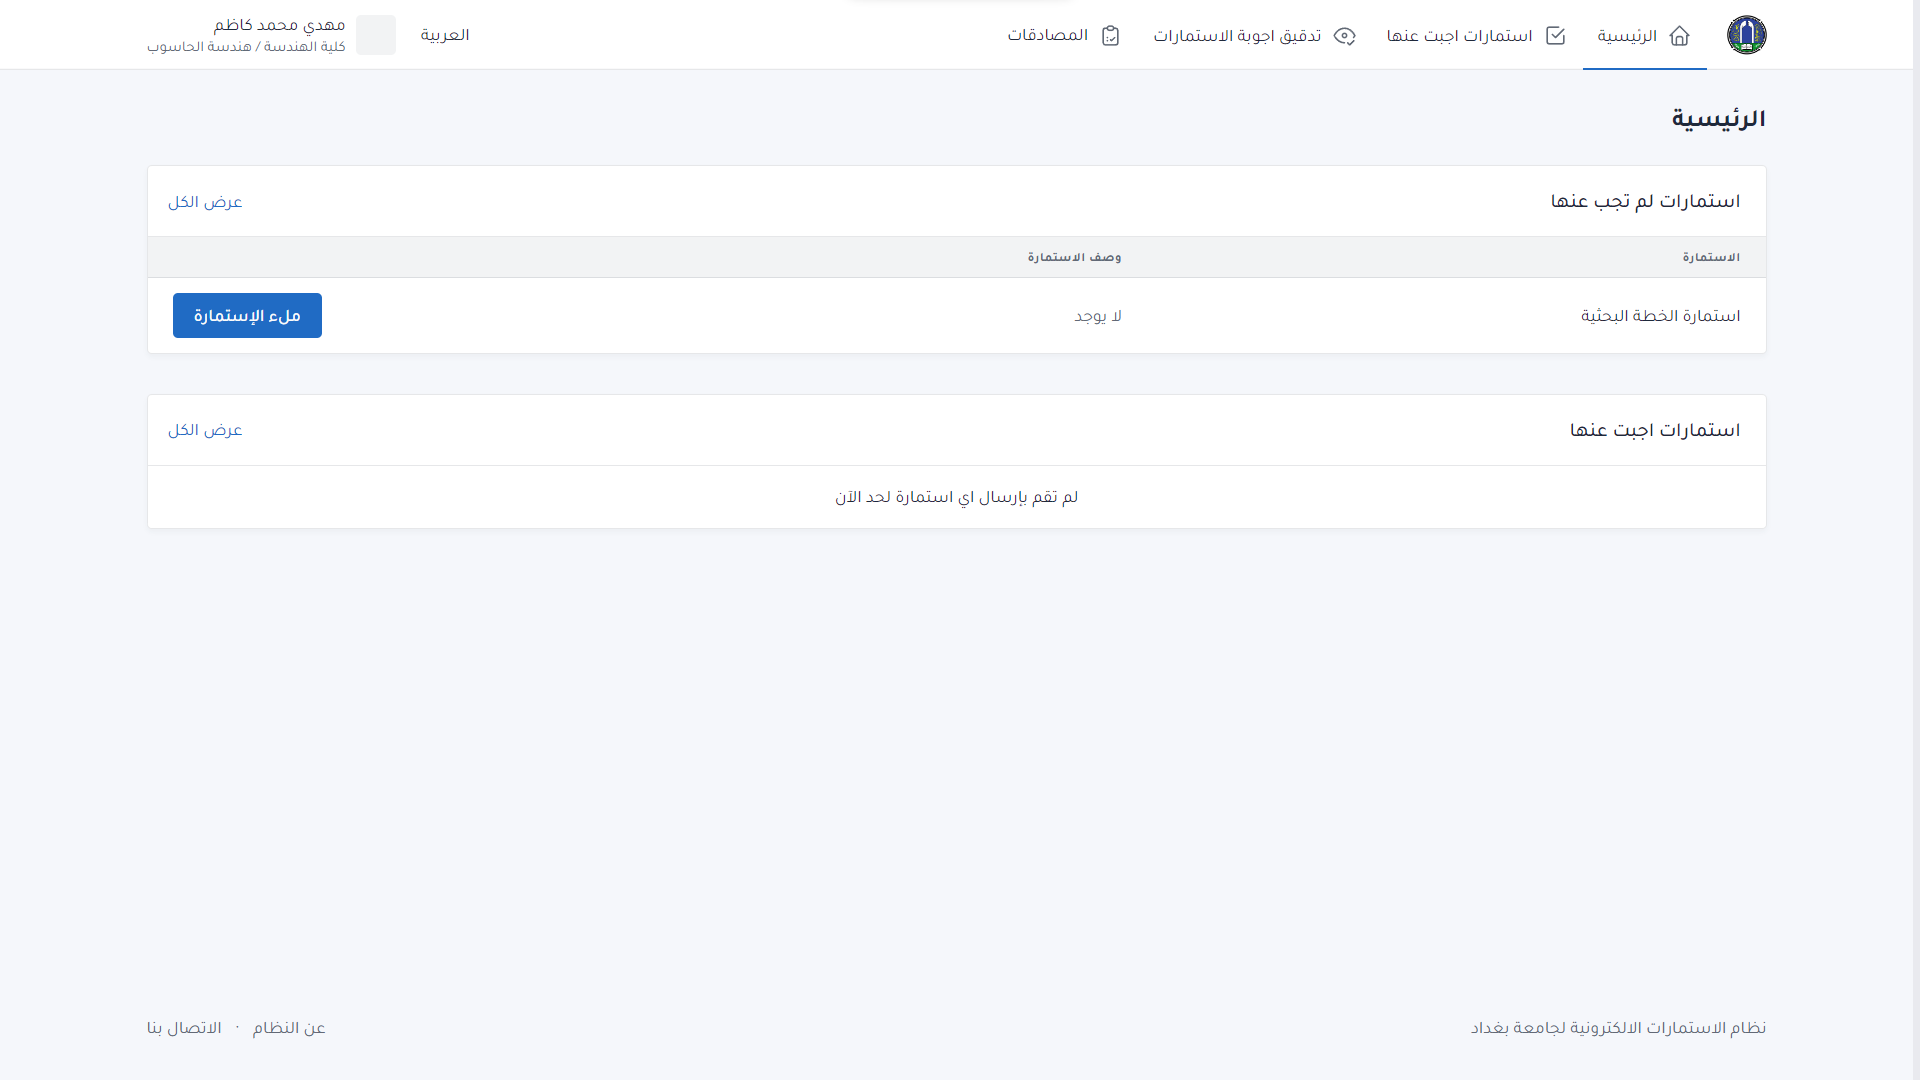 الرئيسية
استمارات اجبت عنها
تدقيق اجوبة الاستمارات
المصادقات
العربية
مهدي محمد كاظم
كلية الهندسة / هندسة الحاسوب
الرئيسية
استمارات لم تجب عنها
عرض الكل
الاستمارة
وصف الاستمارة
استمارة الخطة البحثية
لا يوجد
ملء الإستمارة
استمارات اجبت عنها
عرض الكل
لم تقم بإرسال اي استمارة لحد الآن
نظام الاستمارات الالكترونية لجامعة بغداد
عن النظام · الاتصال بنا